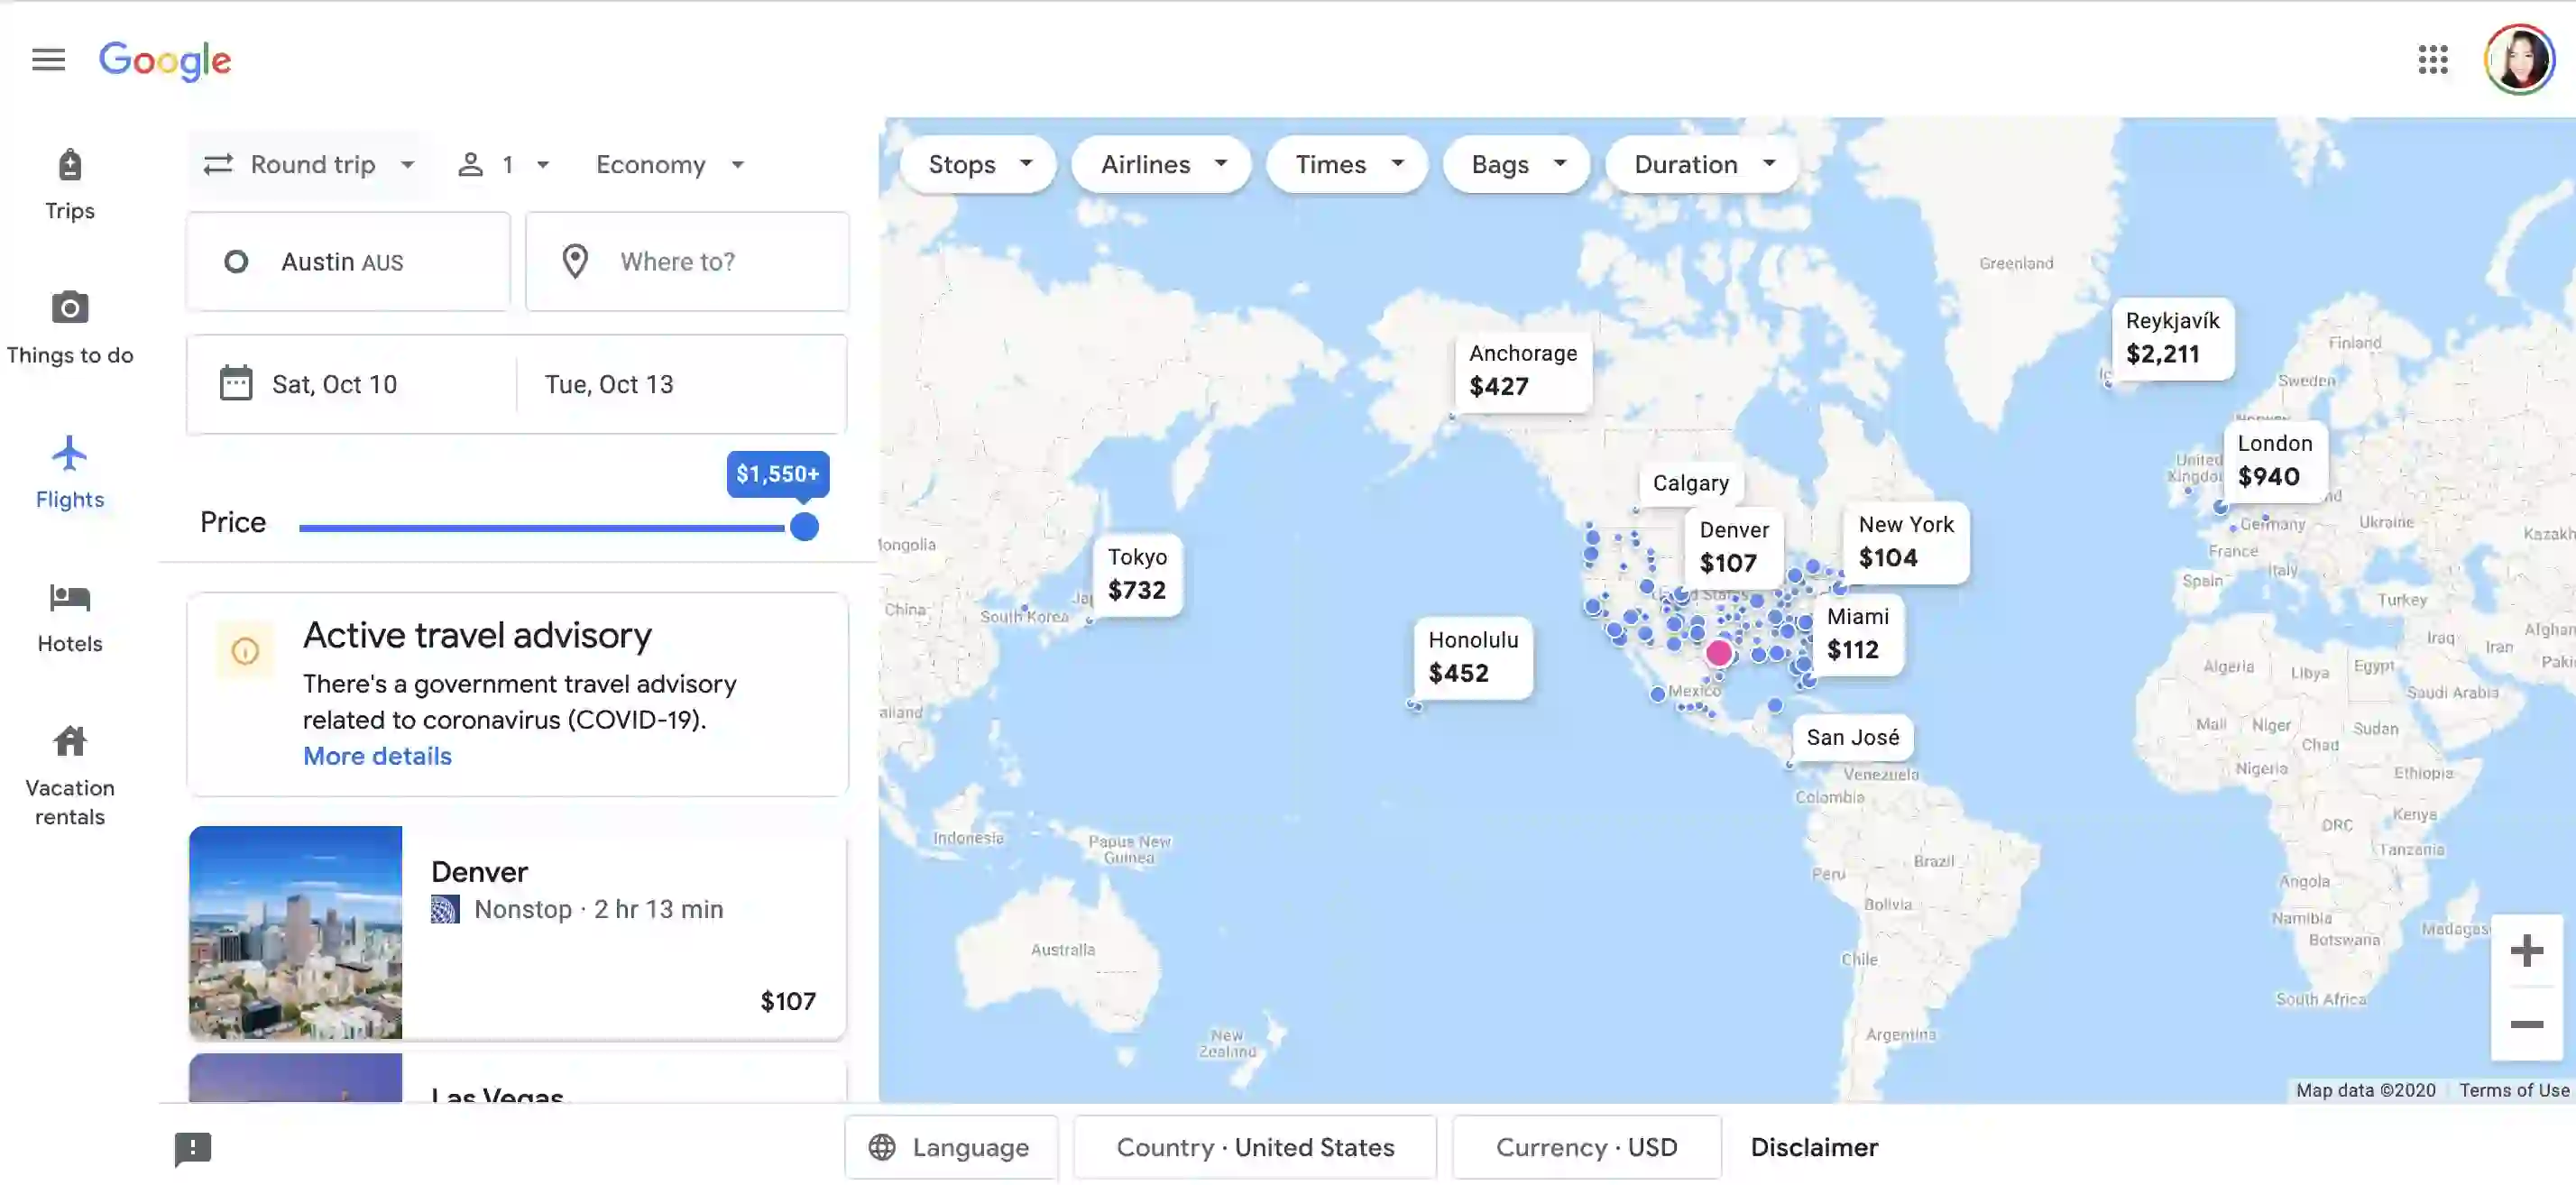 Google
Trips
Things to do
Flights
Hotels
Vacation
rentals
Round trip
1
Economy
Austin AUS
Where to?
Sat, Oct 10
Tue, Oct 13
$1,550+
Price
Active travel advisory
There's a government travel advisory
related to coronavirus (COVID-19).
More details
Denver
Nonstop · 2 hr 13 min
$107
Las Vegas
Stops
Airlines
Times
Bags
Duration
Greenland
Reykjavík
$2,211
Finland
Sweden
Norway
Anchorage
$427
London
$940
United
Kingdom
Germany
Ukraine
Kazakh
France
Italy
Spain
Turkey
Calgary
Denver
$107
New York
$104
Tokyo
$732
ongolia
China
South Korea
Honolulu
$452
Miami
$112
Mexico
San José
Venezuela
Colombia
Iraq
Iran
Afghan
Paki
Algeria
Libya
Egypt
Saudi Arabia
Mali
Niger
Sudan
Chad
Nigeria
Ethiopia
ailand
Indonesia
Papua New
Guinea
Brazil
Peru
Bolivia
DRC
Kenya
Tanzania
Angola
Namibia
Botswana
Madagas
Australia
Chile
South Africa
New
Zealand
Argentina
Map data ©2020
Terms of Use
Language
Country · United States
Currency · USD
Disclaimer